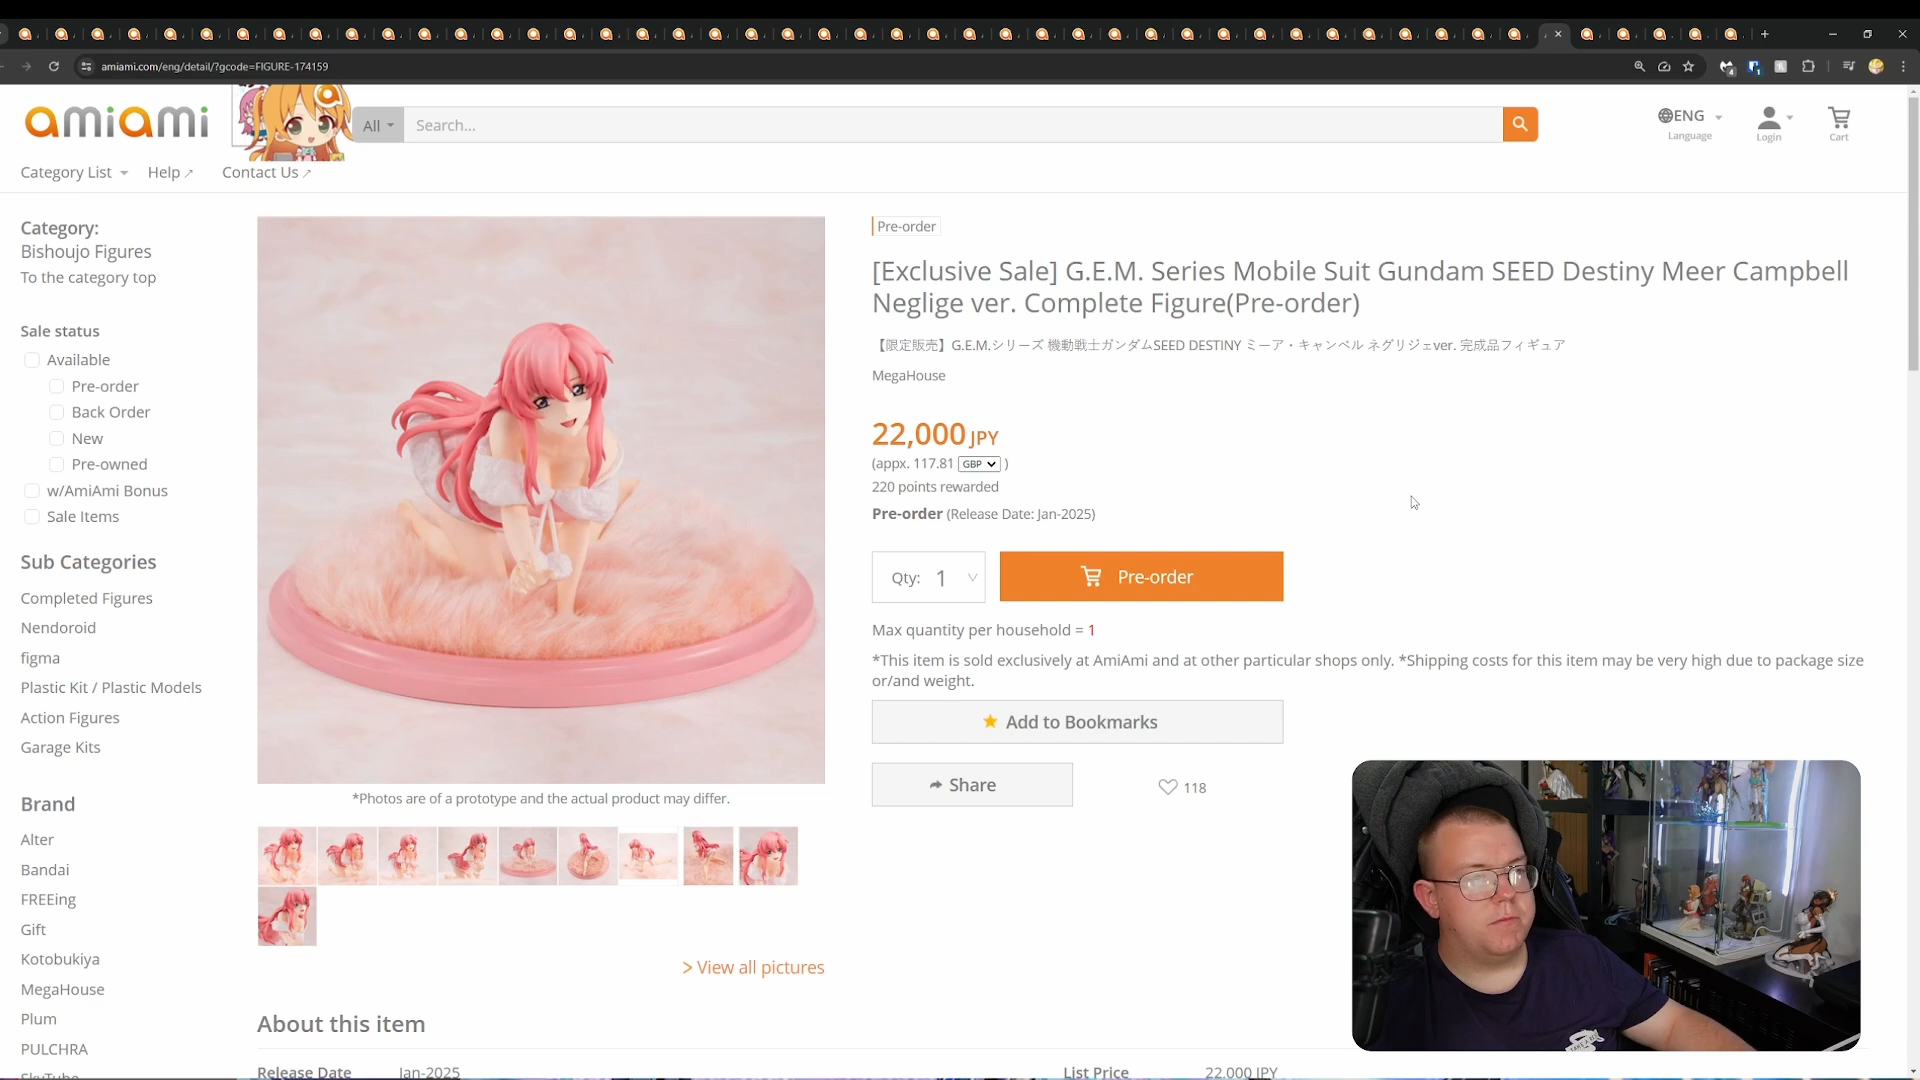 amiami.com/eng/detail/?gcode=FIGURE-174159
amiami
All
Search...
ENG
Language
Login
Cart
Category List
Help
Contact Us
Category:
Bishoujo Figures
To the category top
Sale status
Available
Pre-order
Back Order
New
Pre-owned
w/AmiAmi Bonus
Sale Items
Sub Categories
Completed Figures
Nendoroid
figma
Plastic Kit / Plastic Models
Action Figures
Garage Kits
Brand
Alter
Bandai
FREEing
Gift
Kotobukiya
MegaHouse
Plum
PULCHRA
SkyTube
*Photos are of a prototype and the actual product may differ.
> View all pictures
Pre-order
[Exclusive Sale] G.E.M. Series Mobile Suit Gundam SEED Destiny Meer Campbell
Neglige ver. Complete Figure(Pre-order)
【限定販売】G.E.M.シリーズ 機動戦士ガンダムSEED DESTINY ミーア・キャンベル ネグリジェver. 完成品フィギュア
MegaHouse
22,000 JPY
(appx. 117.81 GBP )
220 points rewarded
Pre-order (Release Date: Jan-2025)
Qty: 1
Pre-order
Max quantity per household = 1
*This item is sold exclusively at AmiAmi and at other particular shops only. *Shipping costs for this item may be very high due to package size
or/and weight.
Add to Bookmarks
Share
118
About this item
Release Date Jan-2025
List Price 22,000 JPY